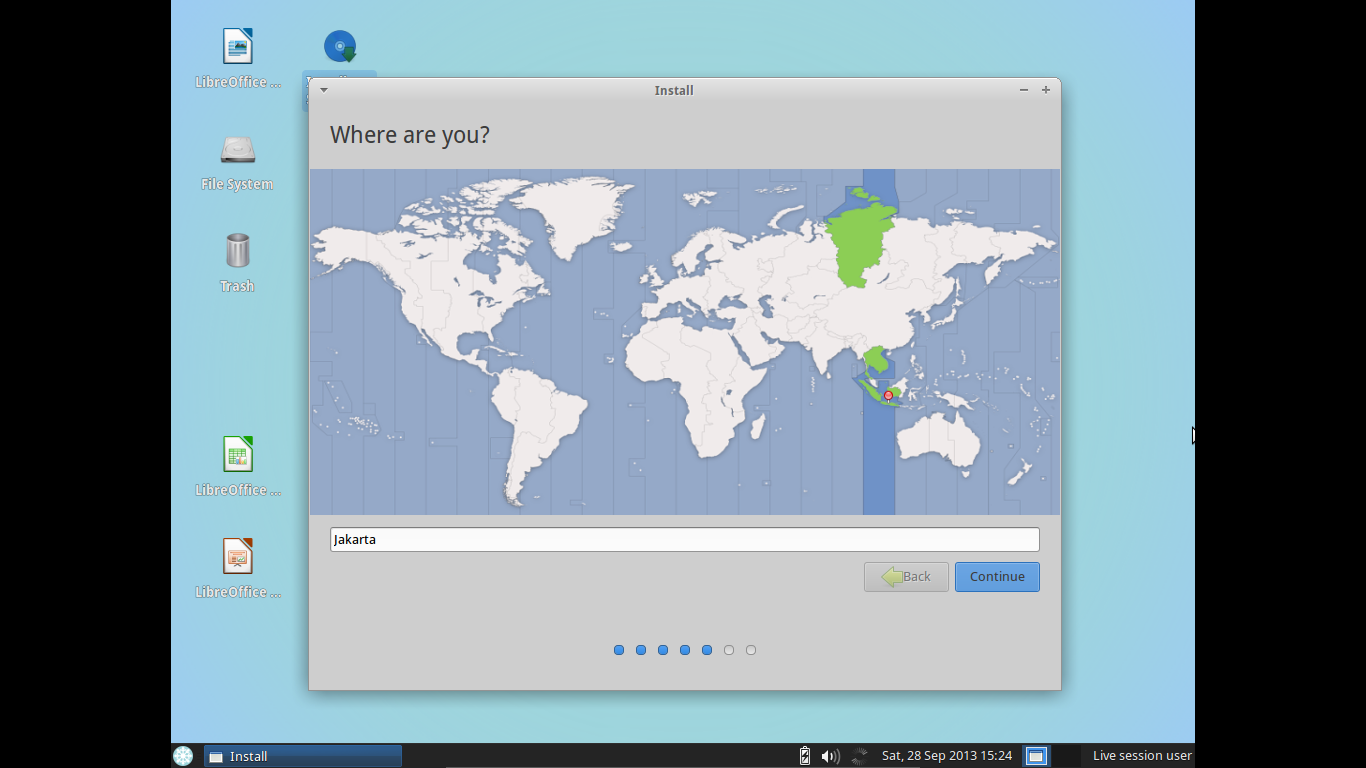 LibreOffice ...
File System
Trash
LibreOffice ...
LibreOffice ...
Install
Where are you?
Jakarta
Back
Continue
Install
Sat, 28 Sep 2013 15:24
Live session user